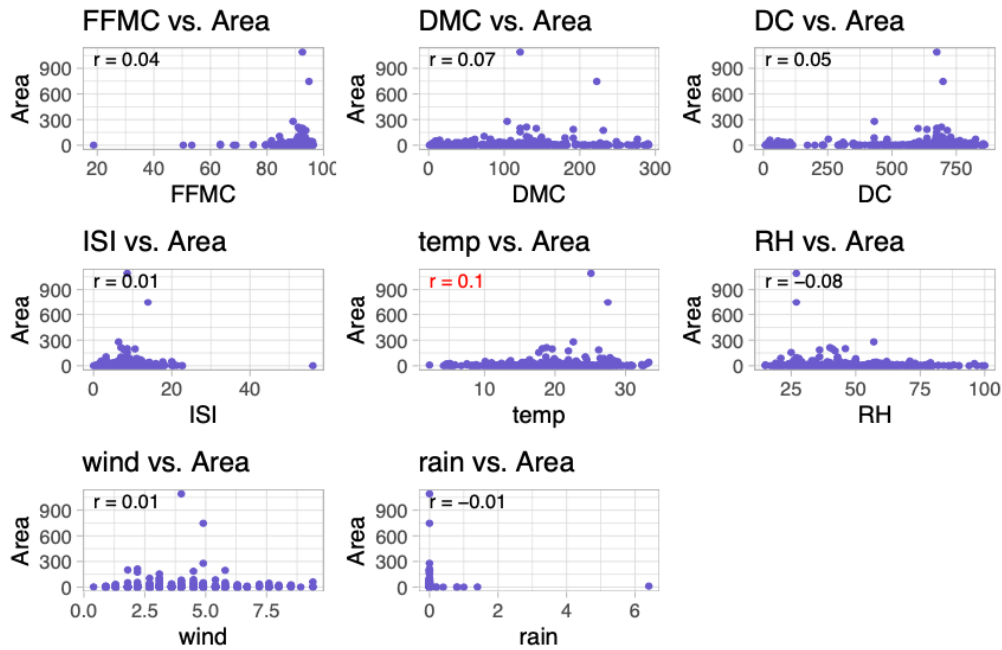 FFMC vs. Area
r = 0.04
Area
900
600
300
0
20 40 60 80 100
FFMC
DMC vs. Area
r = 0.07
Area
900
600
300
0
0 100 200 300
DMC
DC vs. Area
r = 0.05
Area
900
600
300
0
0 250 500 750
DC
ISI vs. Area
r = 0.01
Area
900
600
300
0
0 20 40
ISI
temp vs. Area
r = 0.1
Area
900
600
300
0
10 20 30
temp
RH vs. Area
r = −0.08
Area
900
600
300
0
25 50 75 100
RH
wind vs. Area
r = 0.01
Area
900
600
300
0
0.0 2.5 5.0 7.5
wind
rain vs. Area
r = −0.01
Area
900
600
300
0
0 2 4 6
rain